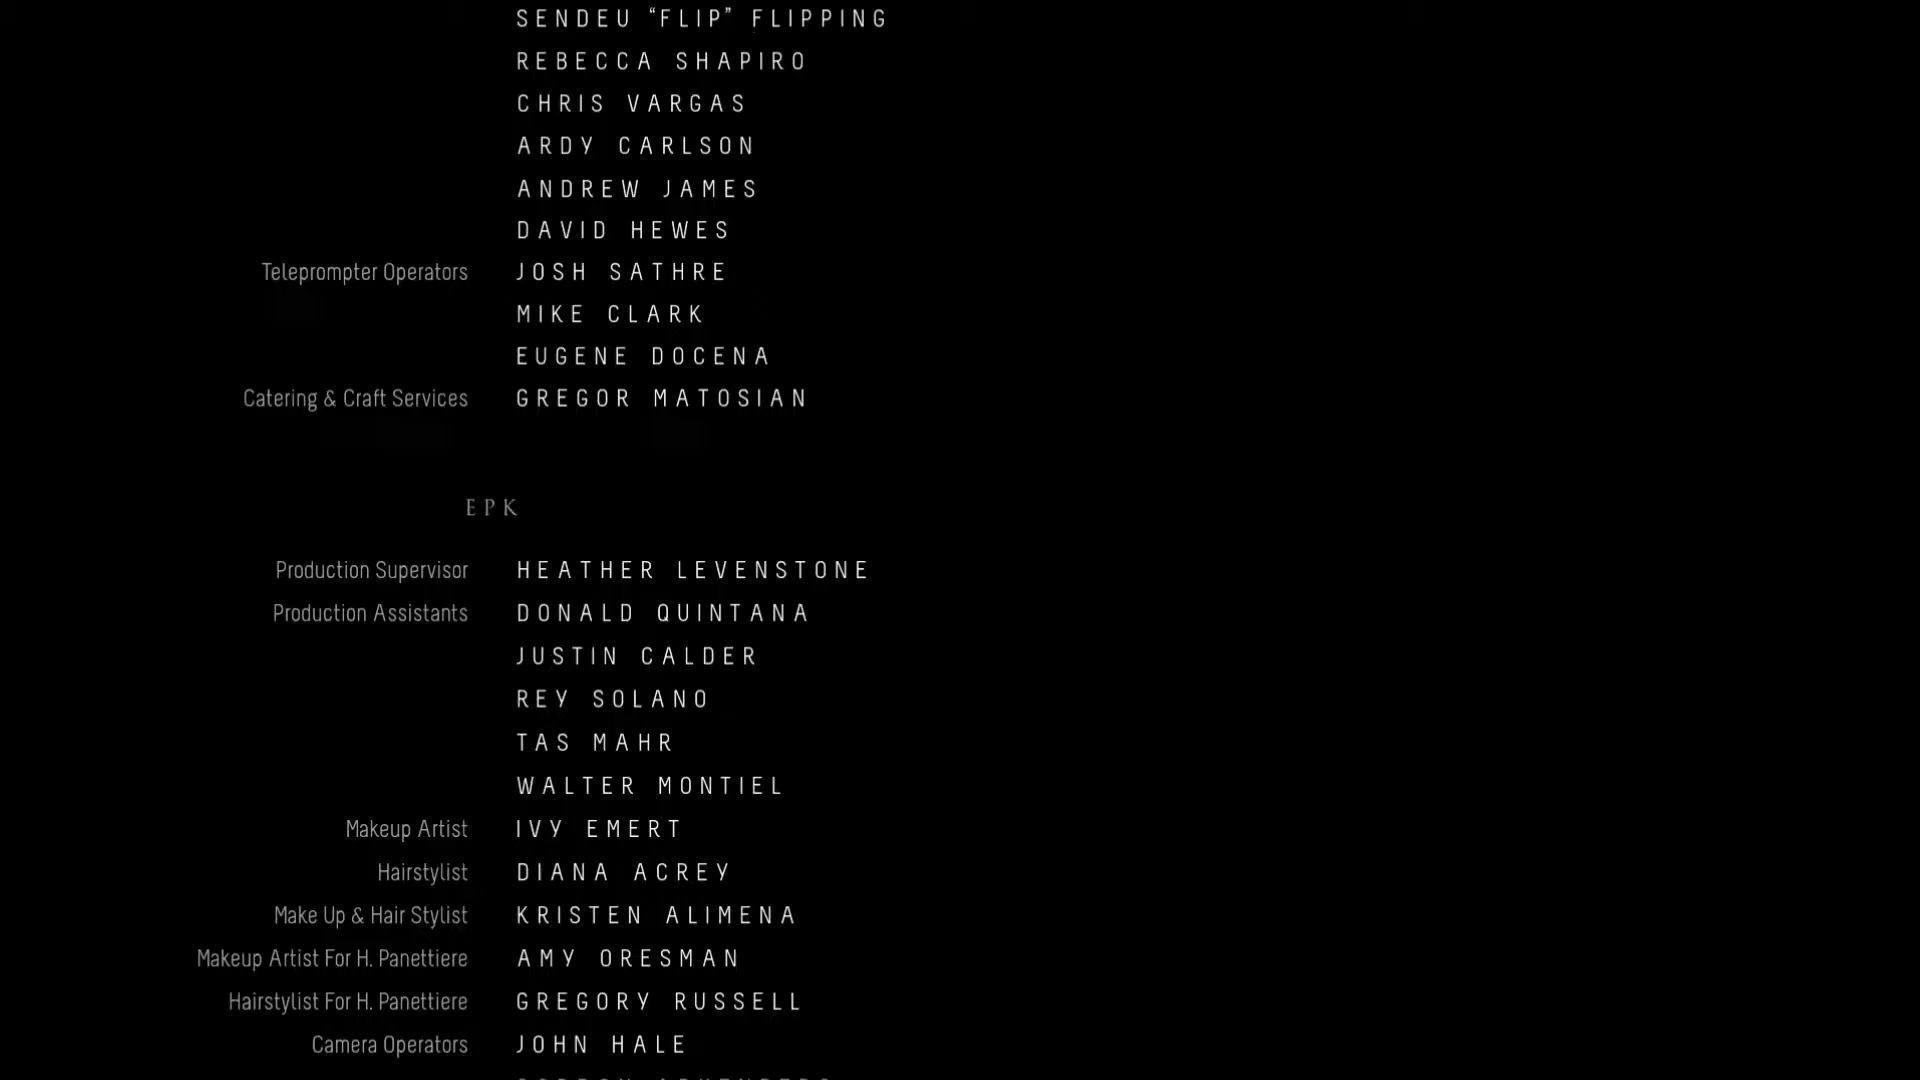 SENDEU “FLIP” FLIPPING
REBECCA SHAPIRO
CHRIS VARGAS
ARDY CARLSON
ANDREW JAMES
DAVID HEWES
Teleprompter Operators JOSH SATHRE
MIKE CLARK
EUGENE DOCENA
Catering & Craft Services GREGOR MATOSIAN
EPK
Production Supervisor HEATHER LEVENSTONE
Production Assistants DONALD QUINTANA
JUSTIN CALDER
REY SOLANO
TAS MAHR
WALTER MONTIEL
Makeup Artist IVY EMERT
Hairstylist DIANA ACREY
Make Up & Hair Stylist KRISTEN ALIMENA
Makeup Artist For H. Panettiere AMY ORESMAN
Hairstylist For H. Panettiere GREGORY RUSSELL
Camera Operators JOHN HALE